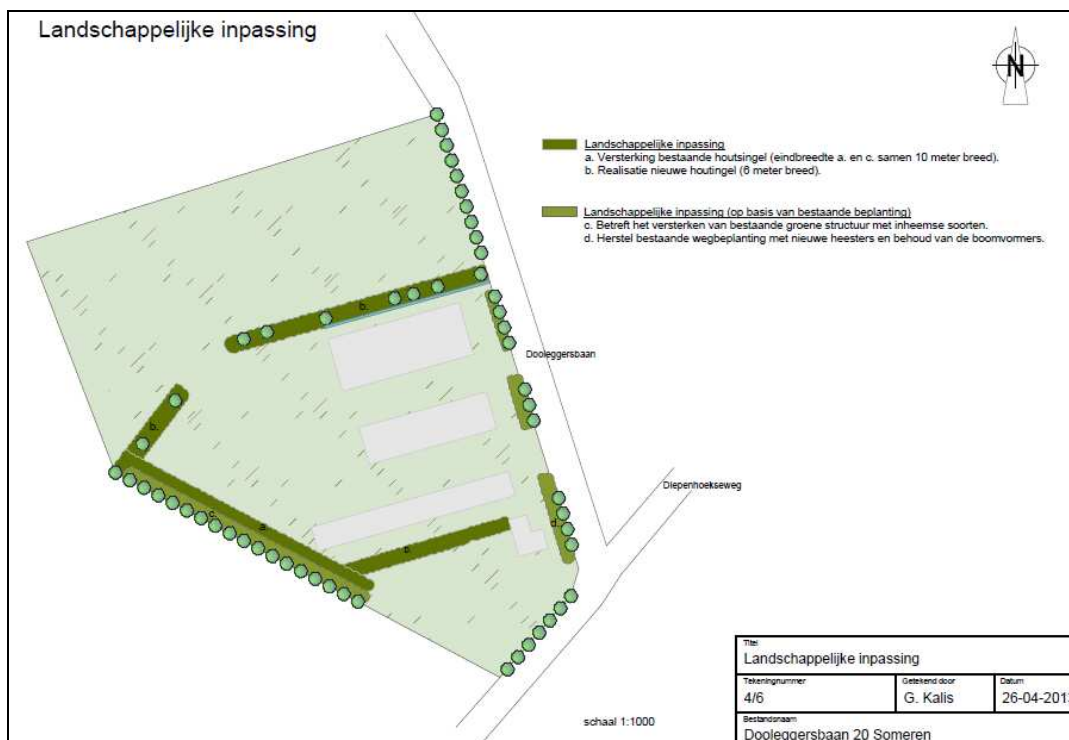 Landschappelijke inpassing
N
Landschappelijke inpassing
a. Versterking bestaande houtsingel (eindbreedte a. en c. samen 10 meter breed).
b. Realisatie nieuwe houtingel (6 meter breed).
Landschappelijke inpassing (op basis van bestaande beplanting)
c. Betreft het versterken van bestaande groene structuur met inheemse soorten.
d. Herstel bestaande wegbeplanting met nieuwe heesters en behoud van de boomvormers.
b.
Dooleggersbaan
b.
Diepenhoekseweg
c.
a.
d.
b.
schaal 1:1000
Titel
Landschappelijke inpassing
Tekeningnummer
Getekend door
Datum
4/6
G. Kalis
26-04-2013
Bestandsnaam
Dooleggersbaan 20 Someren